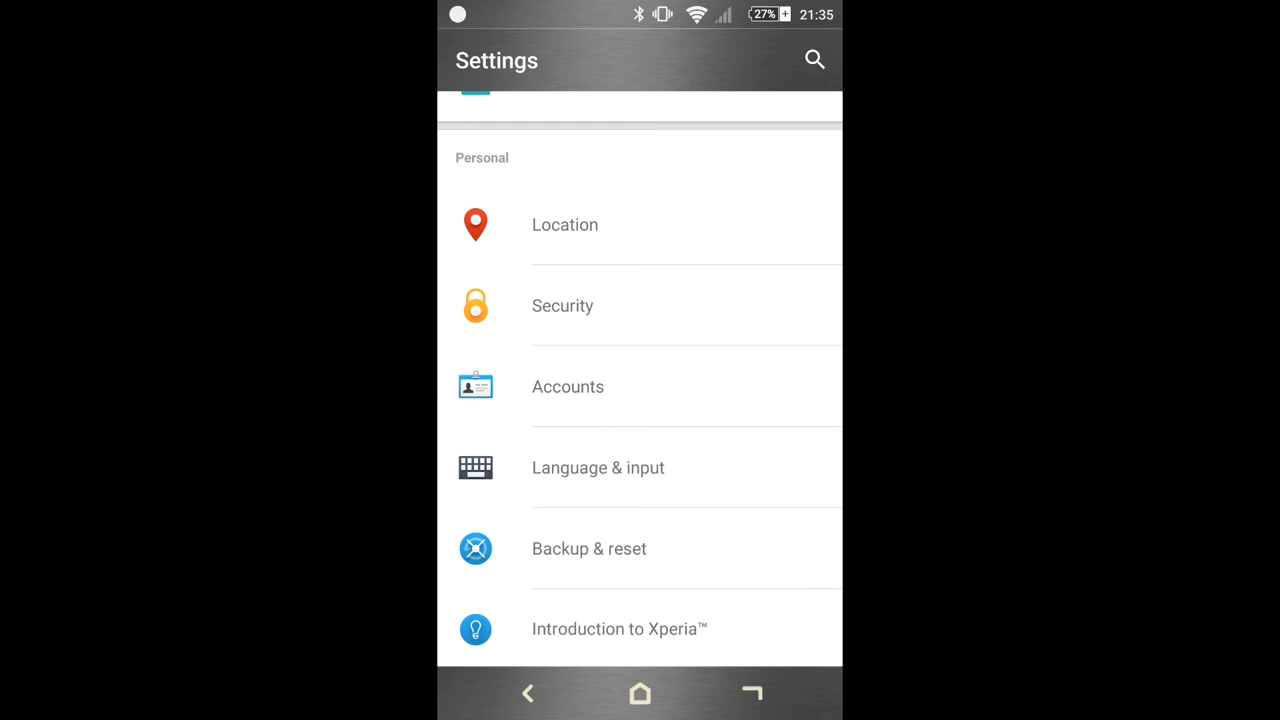 27% 21:35
Settings
Personal
Location
Security
Accounts
Language & input
Backup & reset
Introduction to Xperia™